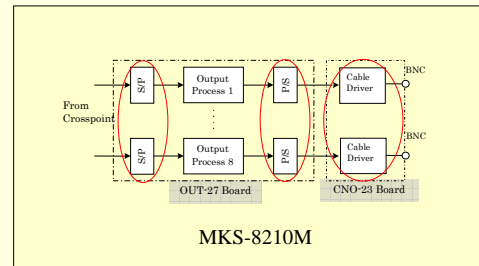 BNC
S/P
Output
Process 1
P/S
Cable
Driver
From
Crosspoint
BNC
S/P
Output
Process 8
P/S
Cable
Driver
OUT-27 Board
CNO-23 Board
MKS-8210M